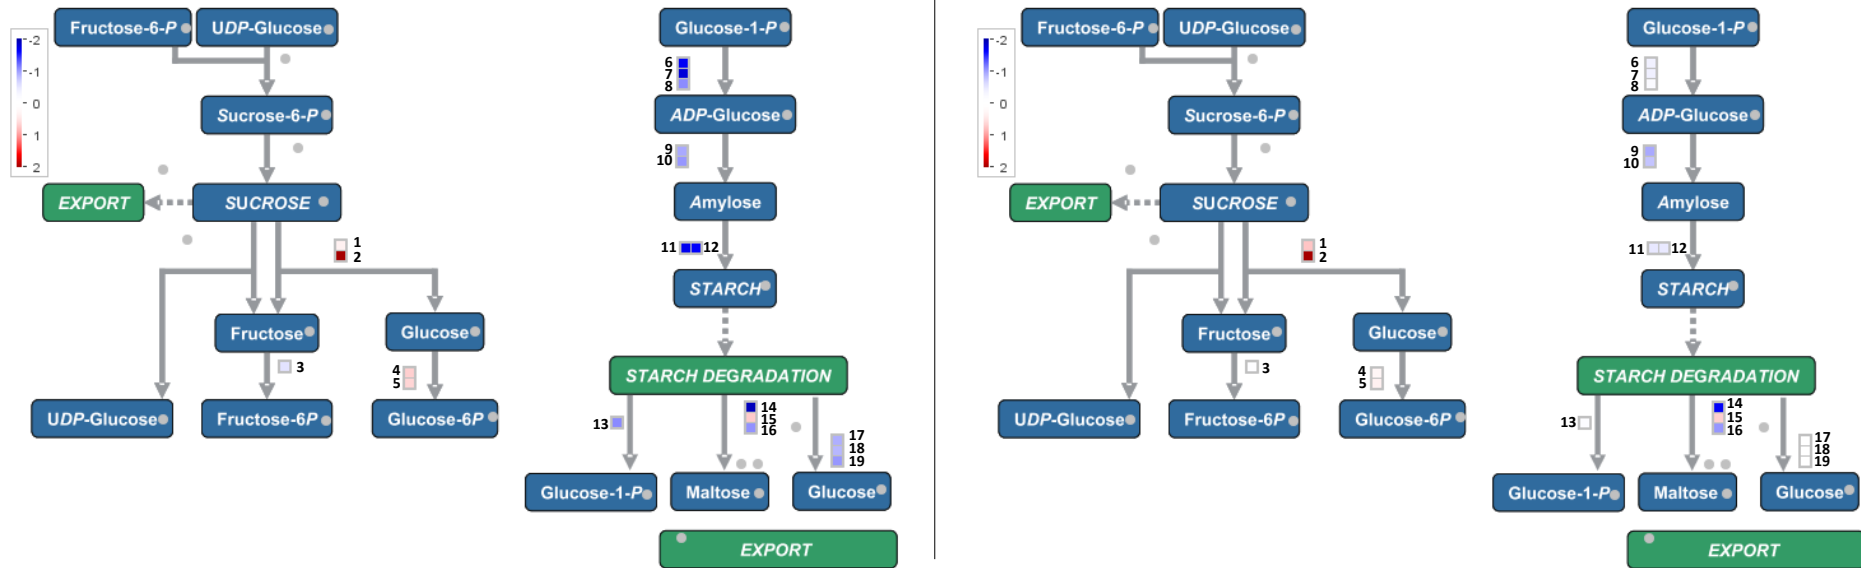 Fructose-6-P
UDP-Glucose
-2
-1
0
1
2
Sucrose-6-P
EXPORT
SUCROSE
1
2
Fructose
Glucose
3
4
5
UDP-Glucose
Fructose-6P
Glucose-6P
Glucose-1-P
6
7
8
ADP-Glucose
9
10
Amylose
11
12
STARCH
STARCH DEGRADATION
13
14
15
16
17
18
19
Glucose-1-P
Maltose
Glucose
EXPORT
Fructose-6-P
UDP-Glucose
-2
-1
0
1
2
Sucrose-6-P
EXPORT
SUCROSE
1
2
Fructose
Glucose
3
4
5
UDP-Glucose
Fructose-6P
Glucose-6P
Glucose-1-P
6
7
8
ADP-Glucose
9
10
Amylose
11
12
STARCH
STARCH DEGRADATION
13
14
15
16
17
18
19
Glucose-1-P
Maltose
Glucose
EXPORT